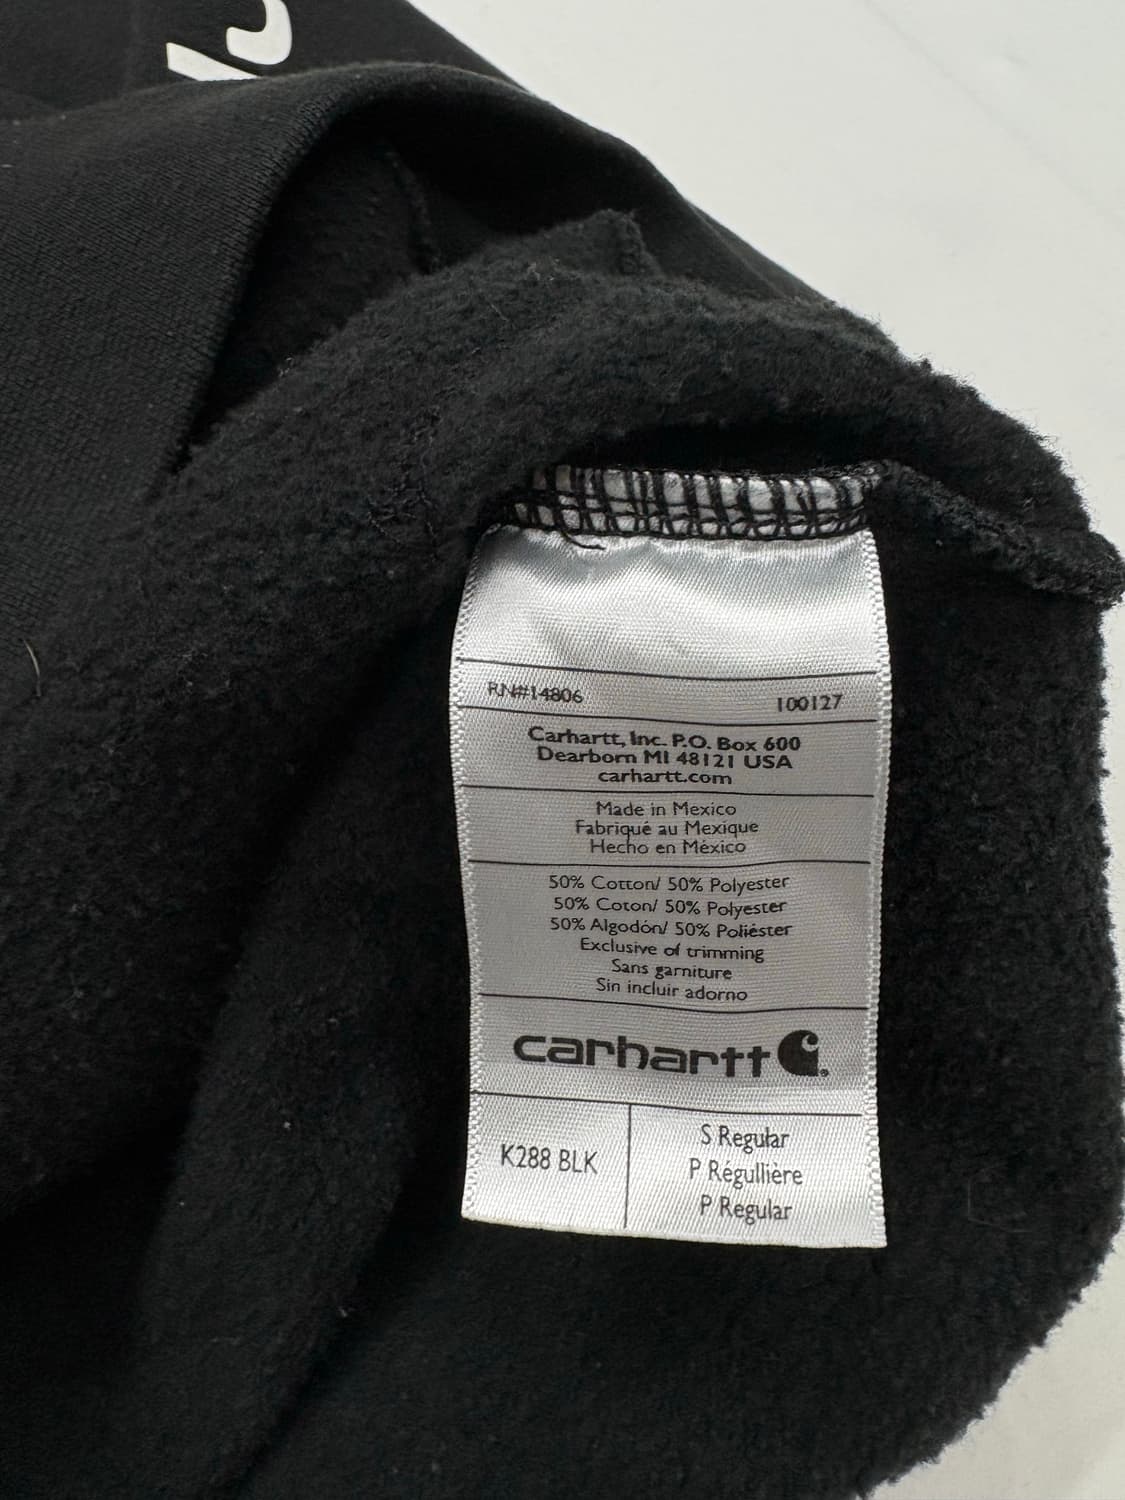 RN#14806 100127
Carhartt, Inc. P.O. Box 600
Dearborn MI 48121 USA
carhartt.com
Made in Mexico
Fabriqué au Mexique
Hecho en México
50% Cotton/ 50% Polyester
50% Coton/ 50% Polyester
50% Algodón/ 50% Poliéster
Exclusive of trimming
Sans garniture
Sin incluir adorno
carhartt
K288 BLK
S Regular
P Régullière
P Regular